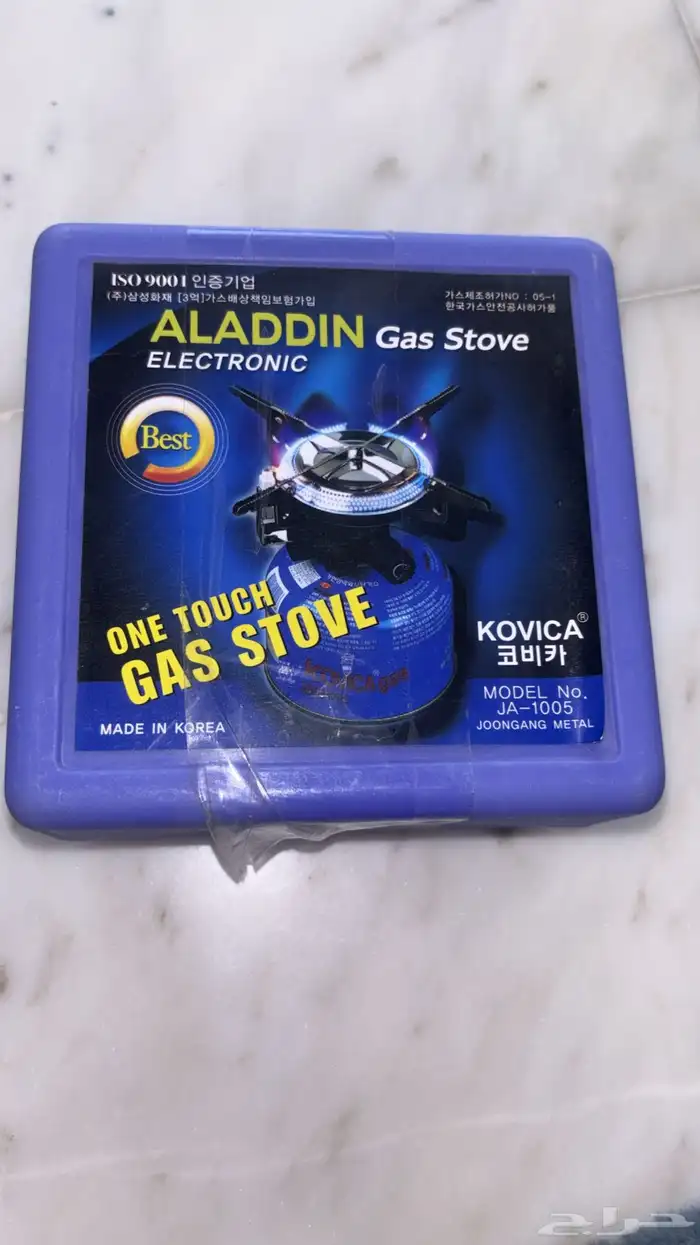 ISO 9001 인증기업
(주)삼성화재 [3억]가스배상책임보험가입
가스제조허가NO : 05-1
한국가스안전공사허가품
ALADDIN Gas Stove
ELECTRONIC
Best
ONE TOUCH
GAS STOVE
KOVICA®
코비카
MODEL No.
JA-1005
JOONGANG METAL
MADE IN KOREA
KOVICA
حراج